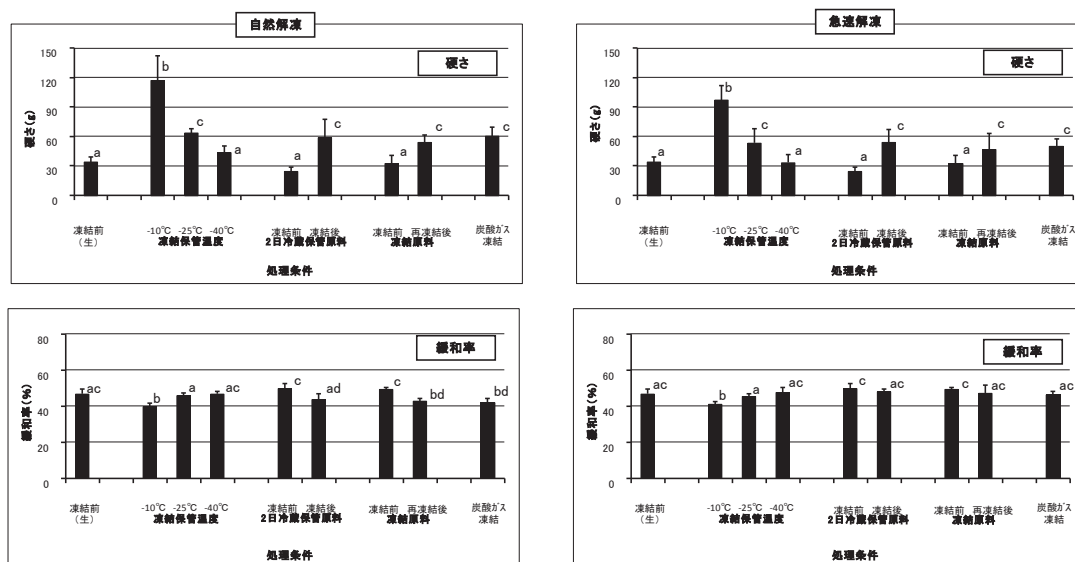 自然解凍
硬さ
硬さ(g)
150
120
90
60
30
0
a
b
c
a
a
c
a
c
c
凍結前
（生）
-10℃ -25℃ -40℃
凍結保管温度
凍結前 凍結後
2日冷蔵保管原料
凍結前 再凍結後
凍結原料
炭酸ガス
凍結
処理条件
急速解凍
硬さ
硬さ(g)
150
120
90
60
30
0
a
b
c
a
a
c
a
c
c
凍結前
（生）
-10℃ -25℃ -40℃
凍結保管温度
凍結前 凍結後
2日冷蔵保管原料
凍結前 再凍結後
凍結原料
炭酸ガス
凍結
処理条件
緩和率
緩和率(%)
80
60
40
20
0
ac
b
a
ac
c
ad
c
bd
bd
凍結前
（生）
-10℃ -25℃ -40℃
凍結保管温度
凍結前 凍結後
2日冷蔵保管原料
凍結前 再凍結後
凍結原料
炭酸ガス
凍結
処理条件
緩和率
緩和率(%)
80
60
40
20
0
ac
b
a
ac
c
ac
c
ac
ac
凍結前
（生）
-10℃ -25℃ -40℃
凍結保管温度
凍結前 凍結後
2日冷蔵保管原料
凍結前 再凍結後
凍結原料
炭酸ガス
凍結
処理条件